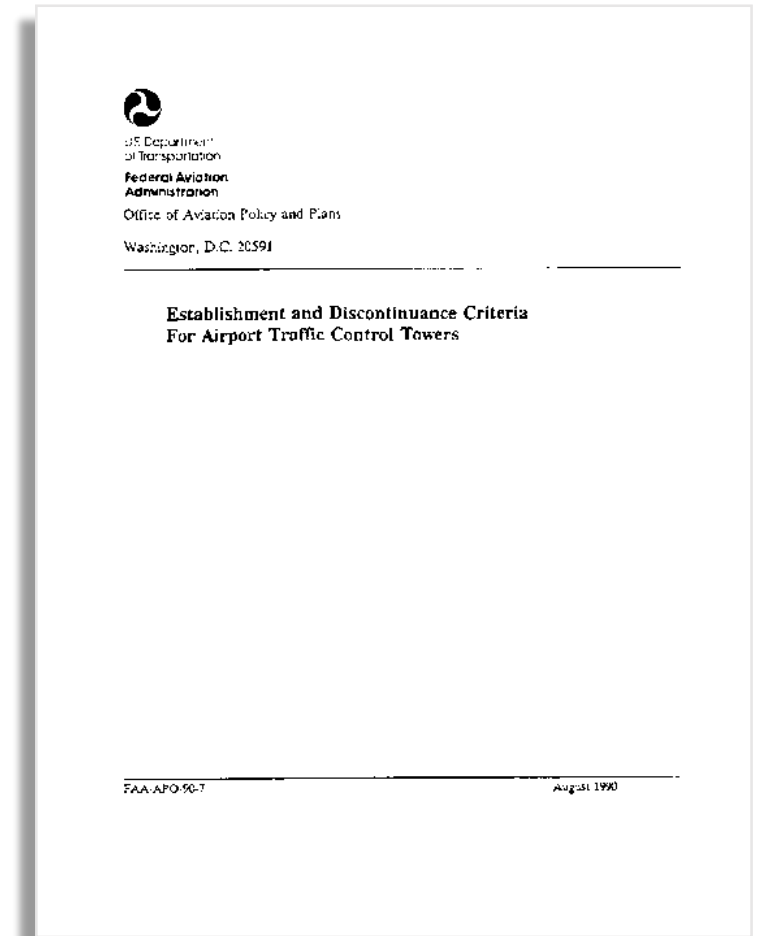 US Department
of Transportation
Federal Aviation
Administration
Office of Aviation Policy and Plans
Washington, D.C. 20591
Establishment and Discontinuance Criteria
For Airport Traffic Control Towers
FAA-APO-90-7
August 1990